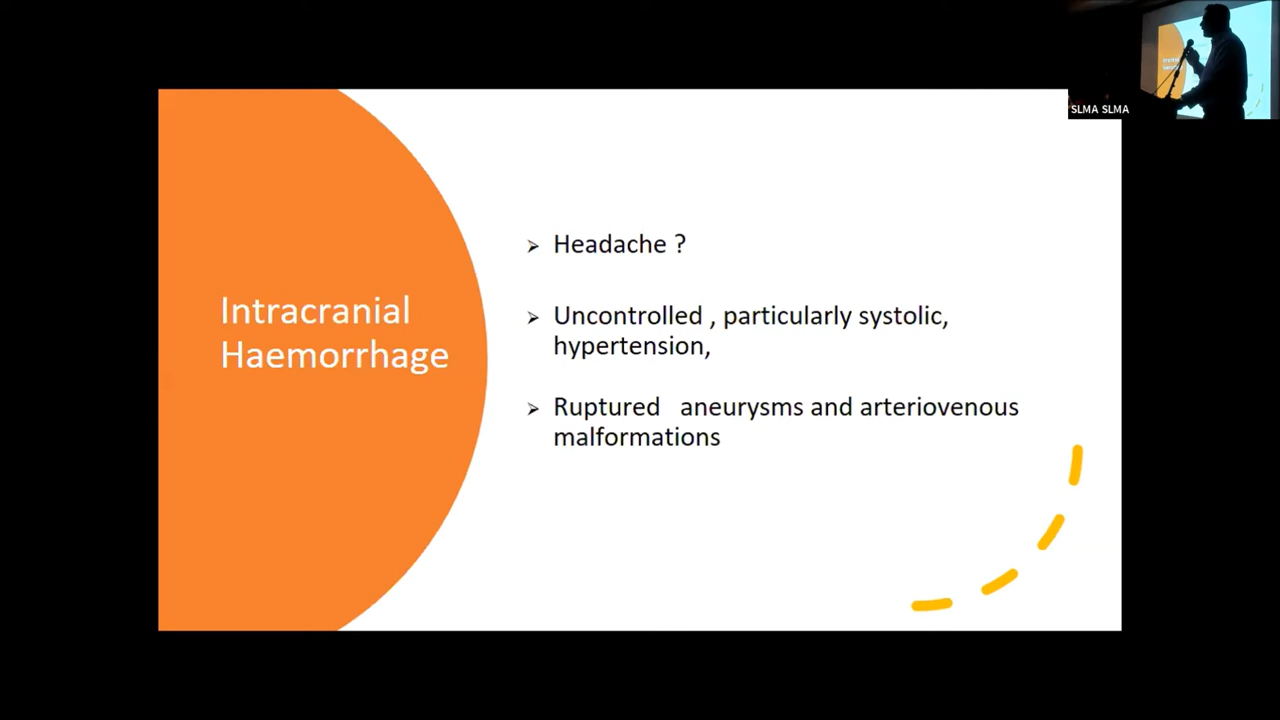 SLMA SLMA
Intracranial
Haemorrhage
Headache ?
Uncontrolled , particularly systolic,
hypertension,
Ruptured aneurysms and arteriovenous
malformations